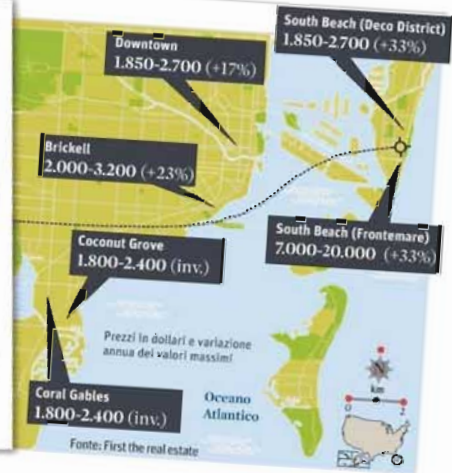 Downtown
1.850-2.700 (+17%)
South Beach (Deco District)
1.850-2.700 (+33%)
Brickell
2.000-3.200 (+23%)
South Beach (Frontemare)
7.000-20.000 (+33%)
Coconut Grove
1.800-2.400 (inv.)
Prezzi in dollari e variazione
annua dei valori massimi
Coral Gables
1.800-2.400 (inv.)
Oceano
Atlantico
km
0 2
Fonte: First the real estate